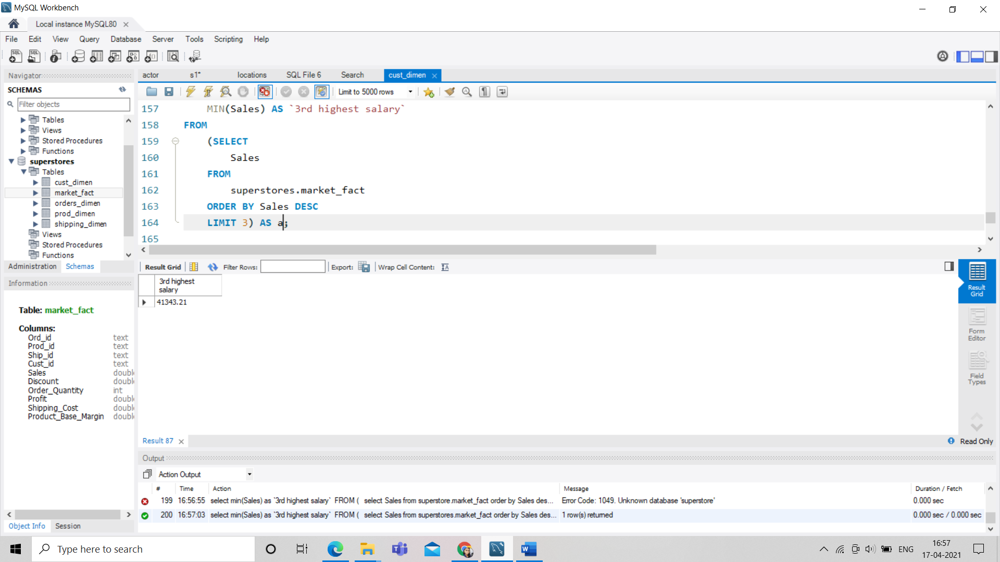 MySQL Workbench
Local instance MySQL80
File Edit View Query Database Server Tools Scripting Help
Navigator
SCHEMAS
Filter objects
Tables
Views
Stored Procedures
Functions
superstores
Tables
cust_dimen
market_fact
orders_dimen
prod_dimen
shipping_dimen
Views
Stored Procedures
Functions
Administration Schemas
Information
Table: market_fact
Columns:
Ord_id text
Prod_id text
Ship_id text
Cust_id text
Sales doubl
Discount doubl
Order_Quantity int
Profit doubl
Shipping_Cost doubl
Product_Base_Margin doubl
Object Info Session
actor s1* locations SQL File 6 Search cust_dimen
Limit to 5000 rows
157 MIN(Sales) AS `3rd highest salary`
158 FROM
159 (SELECT
160 Sales
161 FROM
162 superstores.market_fact
163 ORDER BY Sales DESC
164 LIMIT 3) AS a;
165
Result Grid Filter Rows: Export: Wrap Cell Content:
3rd highest
salary
41343.21
Result
Grid
Form
Editor
Field
Types
Result 87 Read Only
Output
Action Output
# Time Action Message Duration / Fetch
199 16:56:55 select min(Sales) as `3rd highest salary` FROM ( select Sales from superstore.market_fact order by Sales des... Error Code: 1049. Unknown database 'superstore' 0.000 sec
200 16:57:03 select min(Sales) as `3rd highest salary` FROM ( select Sales from superstores.market_fact order by Sales des... 1 row(s) returned 0.000 sec / 0.000 sec
Type here to search
ENG
16:57
17-04-2021